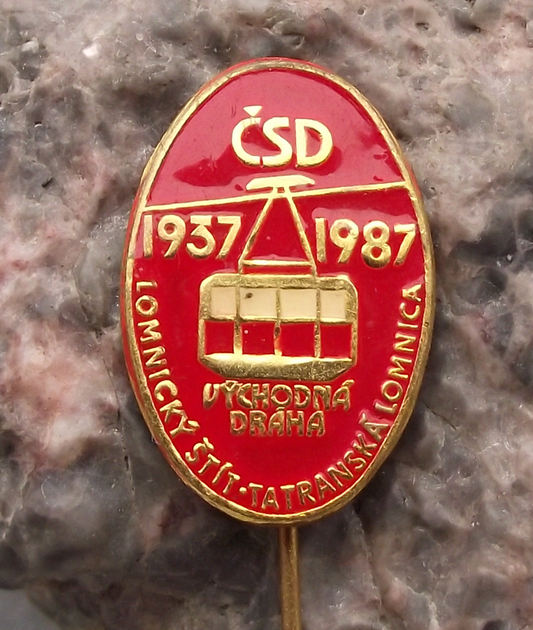 ČSD
1937 1987
VÝCHODNÁ
DRÁHA
LOMNICKÝ ŠTÍT·TATRANSKÁ LOMNICA